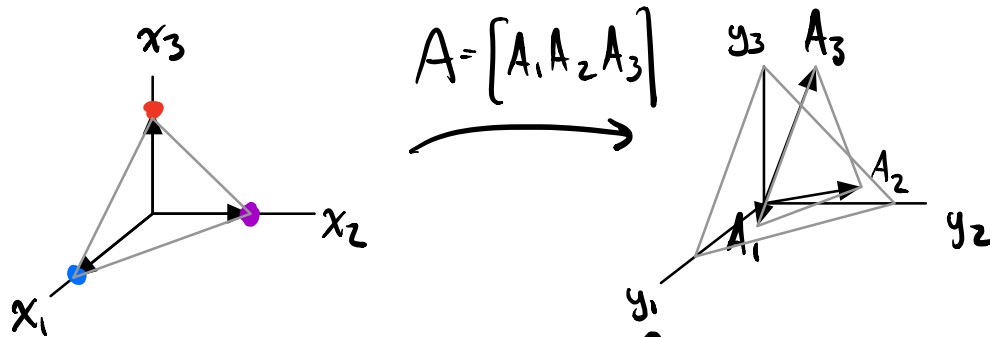 x₃
A = [A₁ A₂ A₃]
y₃
A₃
A₂
x₂
A₁
y₂
x₁
y₁